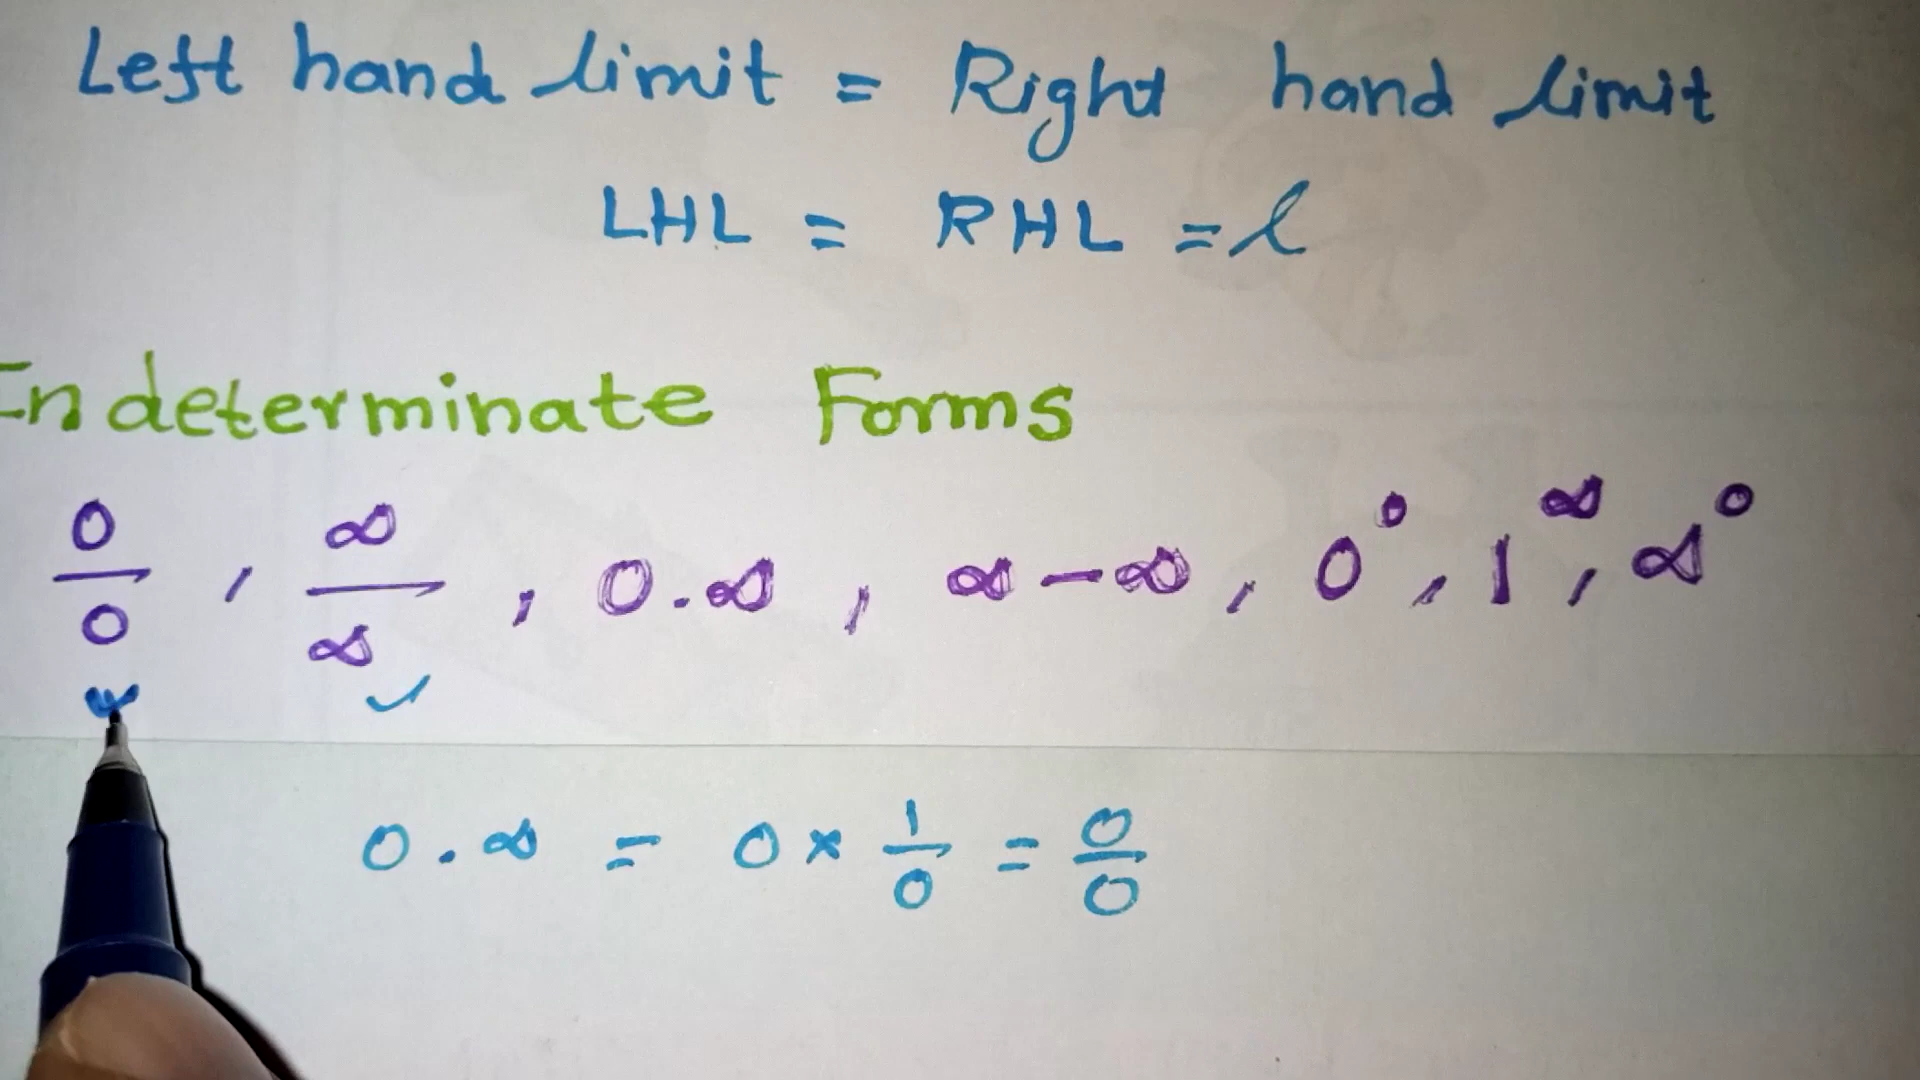 Left hand limit = Right hand limit
LHL = RHL = l
Indeterminate Forms
0/0 , ∞/∞ , 0.∞ , ∞-∞ , 0⁰ , 1^∞ , ∞⁰
✓
0.∞ = 0 × 1/0 = 0/0